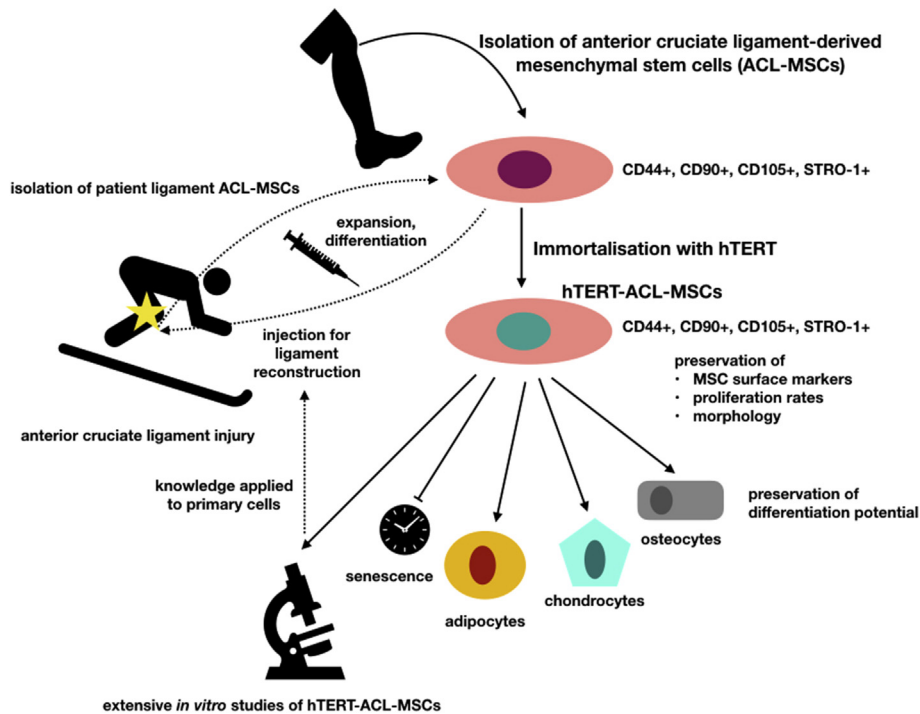 Isolation of anterior cruciate ligament-derived
mesenchymal stem cells (ACL-MSCs)
CD44+, CD90+, CD105+, STRO-1+
isolation of patient ligament ACL-MSCs
expansion,
differentiation
Immortalisation with hTERT
hTERT-ACL-MSCs
CD44+, CD90+, CD105+, STRO-1+
injection for
ligament
reconstruction
preservation of
· MSC surface markers
· proliferation rates
· morphology
anterior cruciate ligament injury
knowledge applied
to primary cells
preservation of
differentiation potential
osteocytes
senescence
chondrocytes
adipocytes
extensive in vitro studies of hTERT-ACL-MSCs